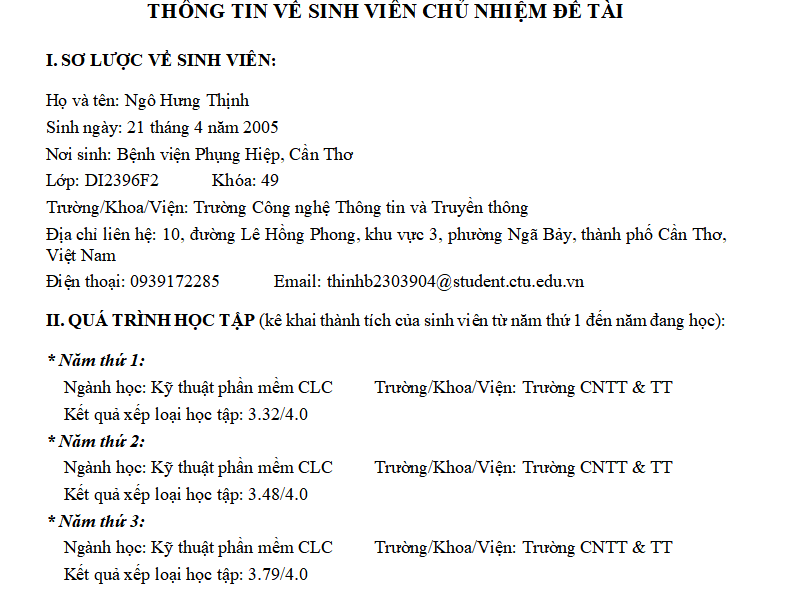 THÔNG TIN VỀ SINH VIÊN CHỦ NHIỆM ĐỀ TÀI
I. SƠ LƯỢC VỀ SINH VIÊN:
Họ và tên: Ngô Hưng Thịnh
Sinh ngày: 21 tháng 4 năm 2005
Nơi sinh: Bệnh viện Phụng Hiệp, Cần Thơ
Lớp: DI2396F2 Khóa: 49
Trường/Khoa/Viện: Trường Công nghệ Thông tin và Truyền thông
Địa chỉ liên hệ: 10, đường Lê Hồng Phong, khu vực 3, phường Ngã Bảy, thành phố Cần Thơ,
Việt Nam
Điện thoại: 0939172285 Email: thinhb2303904@student.ctu.edu.vn
II. QUÁ TRÌNH HỌC TẬP (kê khai thành tích của sinh viên từ năm thứ 1 đến năm đang học):
* Năm thứ 1:
Ngành học: Kỹ thuật phần mềm CLC Trường/Khoa/Viện: Trường CNTT & TT
Kết quả xếp loại học tập: 3.32/4.0
* Năm thứ 2:
Ngành học: Kỹ thuật phần mềm CLC Trường/Khoa/Viện: Trường CNTT & TT
Kết quả xếp loại học tập: 3.48/4.0
* Năm thứ 3:
Ngành học: Kỹ thuật phần mềm CLC Trường/Khoa/Viện: Trường CNTT & TT
Kết quả xếp loại học tập: 3.79/4.0